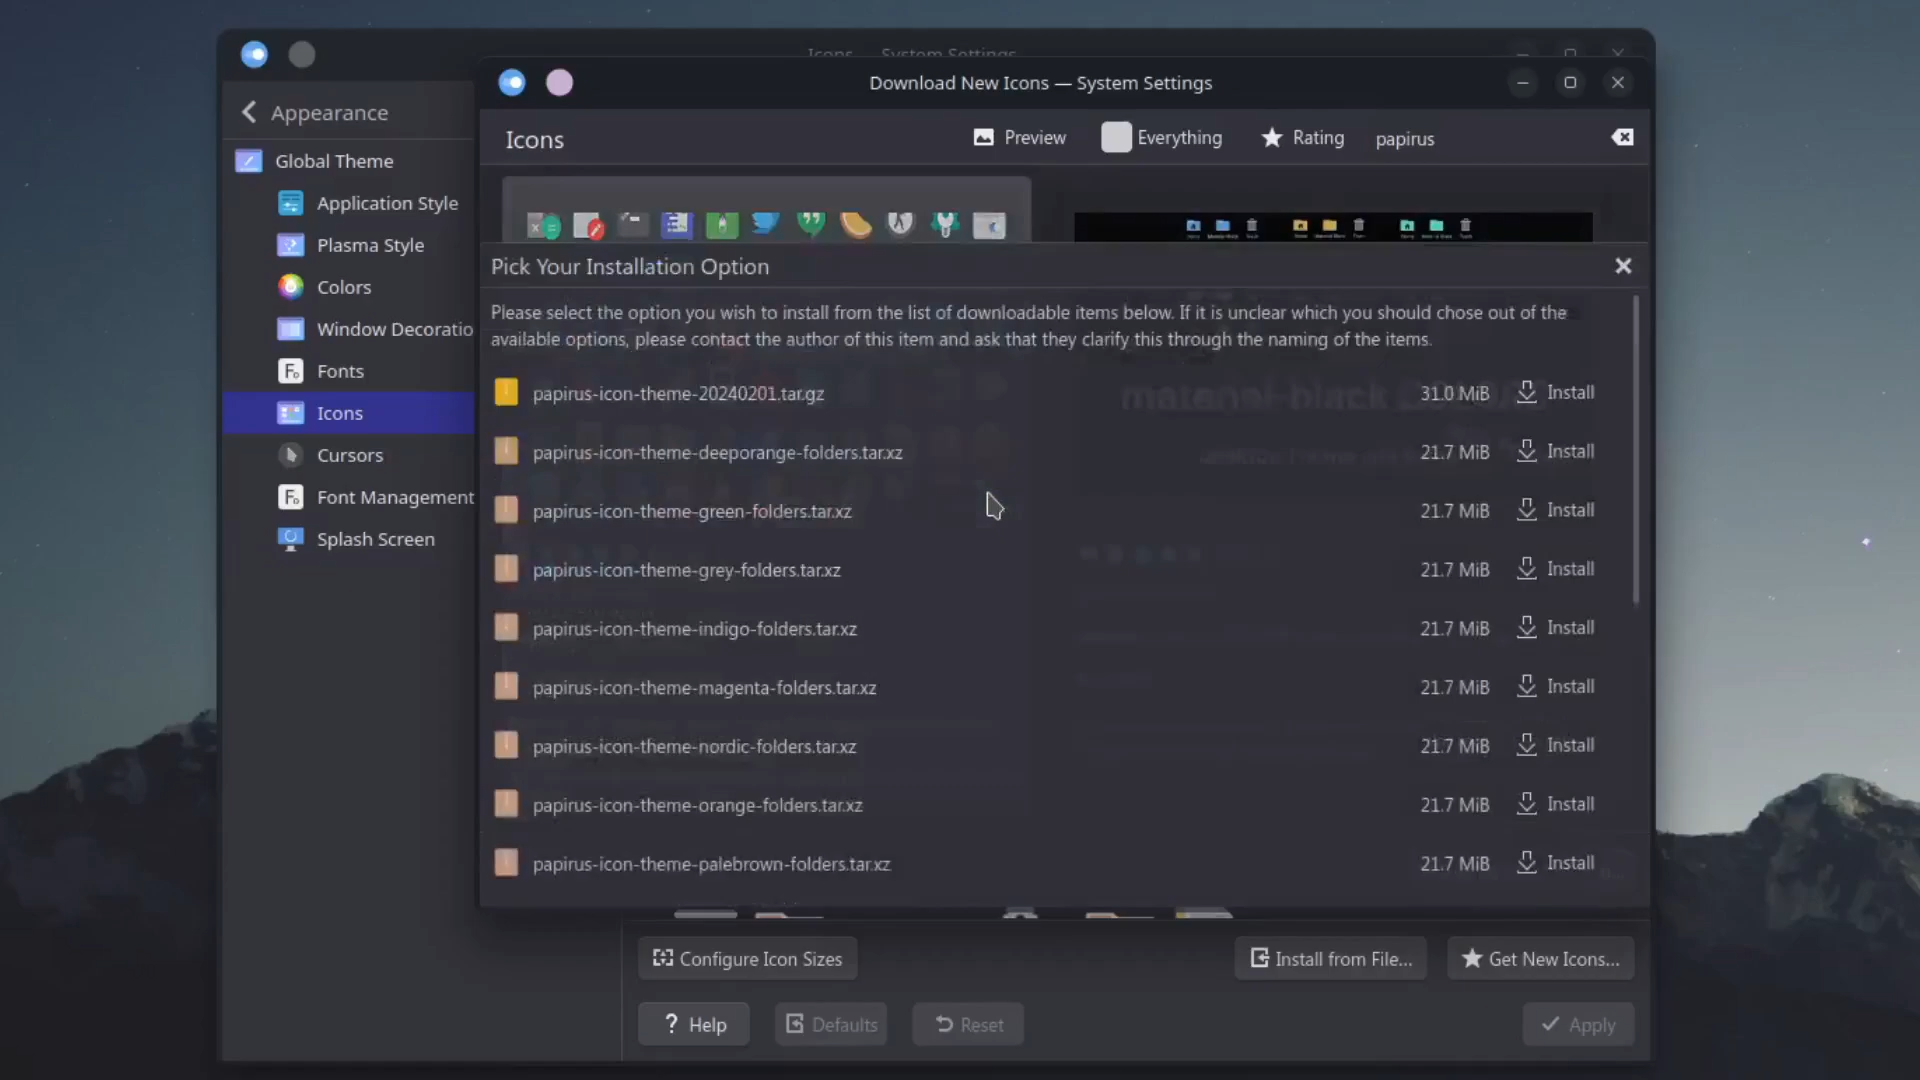 Icons — System Settings
Download New Icons — System Settings
Appearance
Icons
Preview
Everything
Rating
papirus
Global Theme
Application Style
Plasma Style
Colors
Window Decoratio
Fonts
Icons
Cursors
Font Management
Splash Screen
Pick Your Installation Option
Please select the option you wish to install from the list of downloadable items below. If it is unclear which you should chose out of the
available options, please contact the author of this item and ask that they clarify this through the naming of the items.
papirus-icon-theme-20240201.tar.gz 31.0 MiB Install
papirus-icon-theme-deeporange-folders.tar.xz 21.7 MiB Install
papirus-icon-theme-green-folders.tar.xz 21.7 MiB Install
papirus-icon-theme-grey-folders.tar.xz 21.7 MiB Install
papirus-icon-theme-indigo-folders.tar.xz 21.7 MiB Install
papirus-icon-theme-magenta-folders.tar.xz 21.7 MiB Install
papirus-icon-theme-nordic-folders.tar.xz 21.7 MiB Install
papirus-icon-theme-orange-folders.tar.xz 21.7 MiB Install
papirus-icon-theme-palebrown-folders.tar.xz 21.7 MiB Install
Configure Icon Sizes
Install from File...
Get New Icons...
Help
Defaults
Reset
Apply